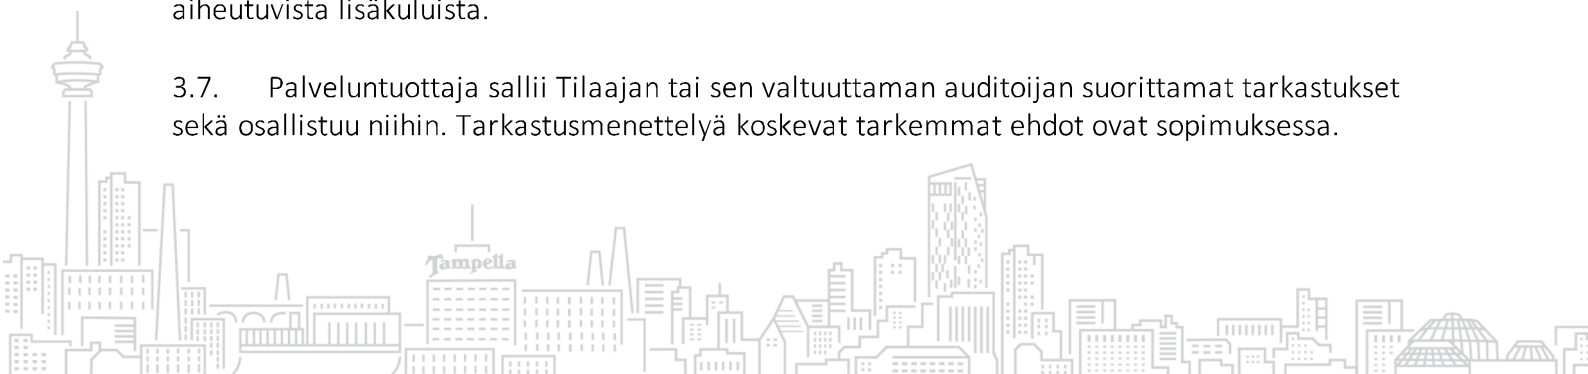 aiheutuvista lisäkuluista.
3.7. Palveluntuottaja sallii Tilaajan tai sen valtuuttaman auditoijan suorittamat tarkastukset
sekä osallistuu niihin. Tarkastusmenettelyä koskevat tarkemmat ehdot ovat sopimuksessa.
Tampella